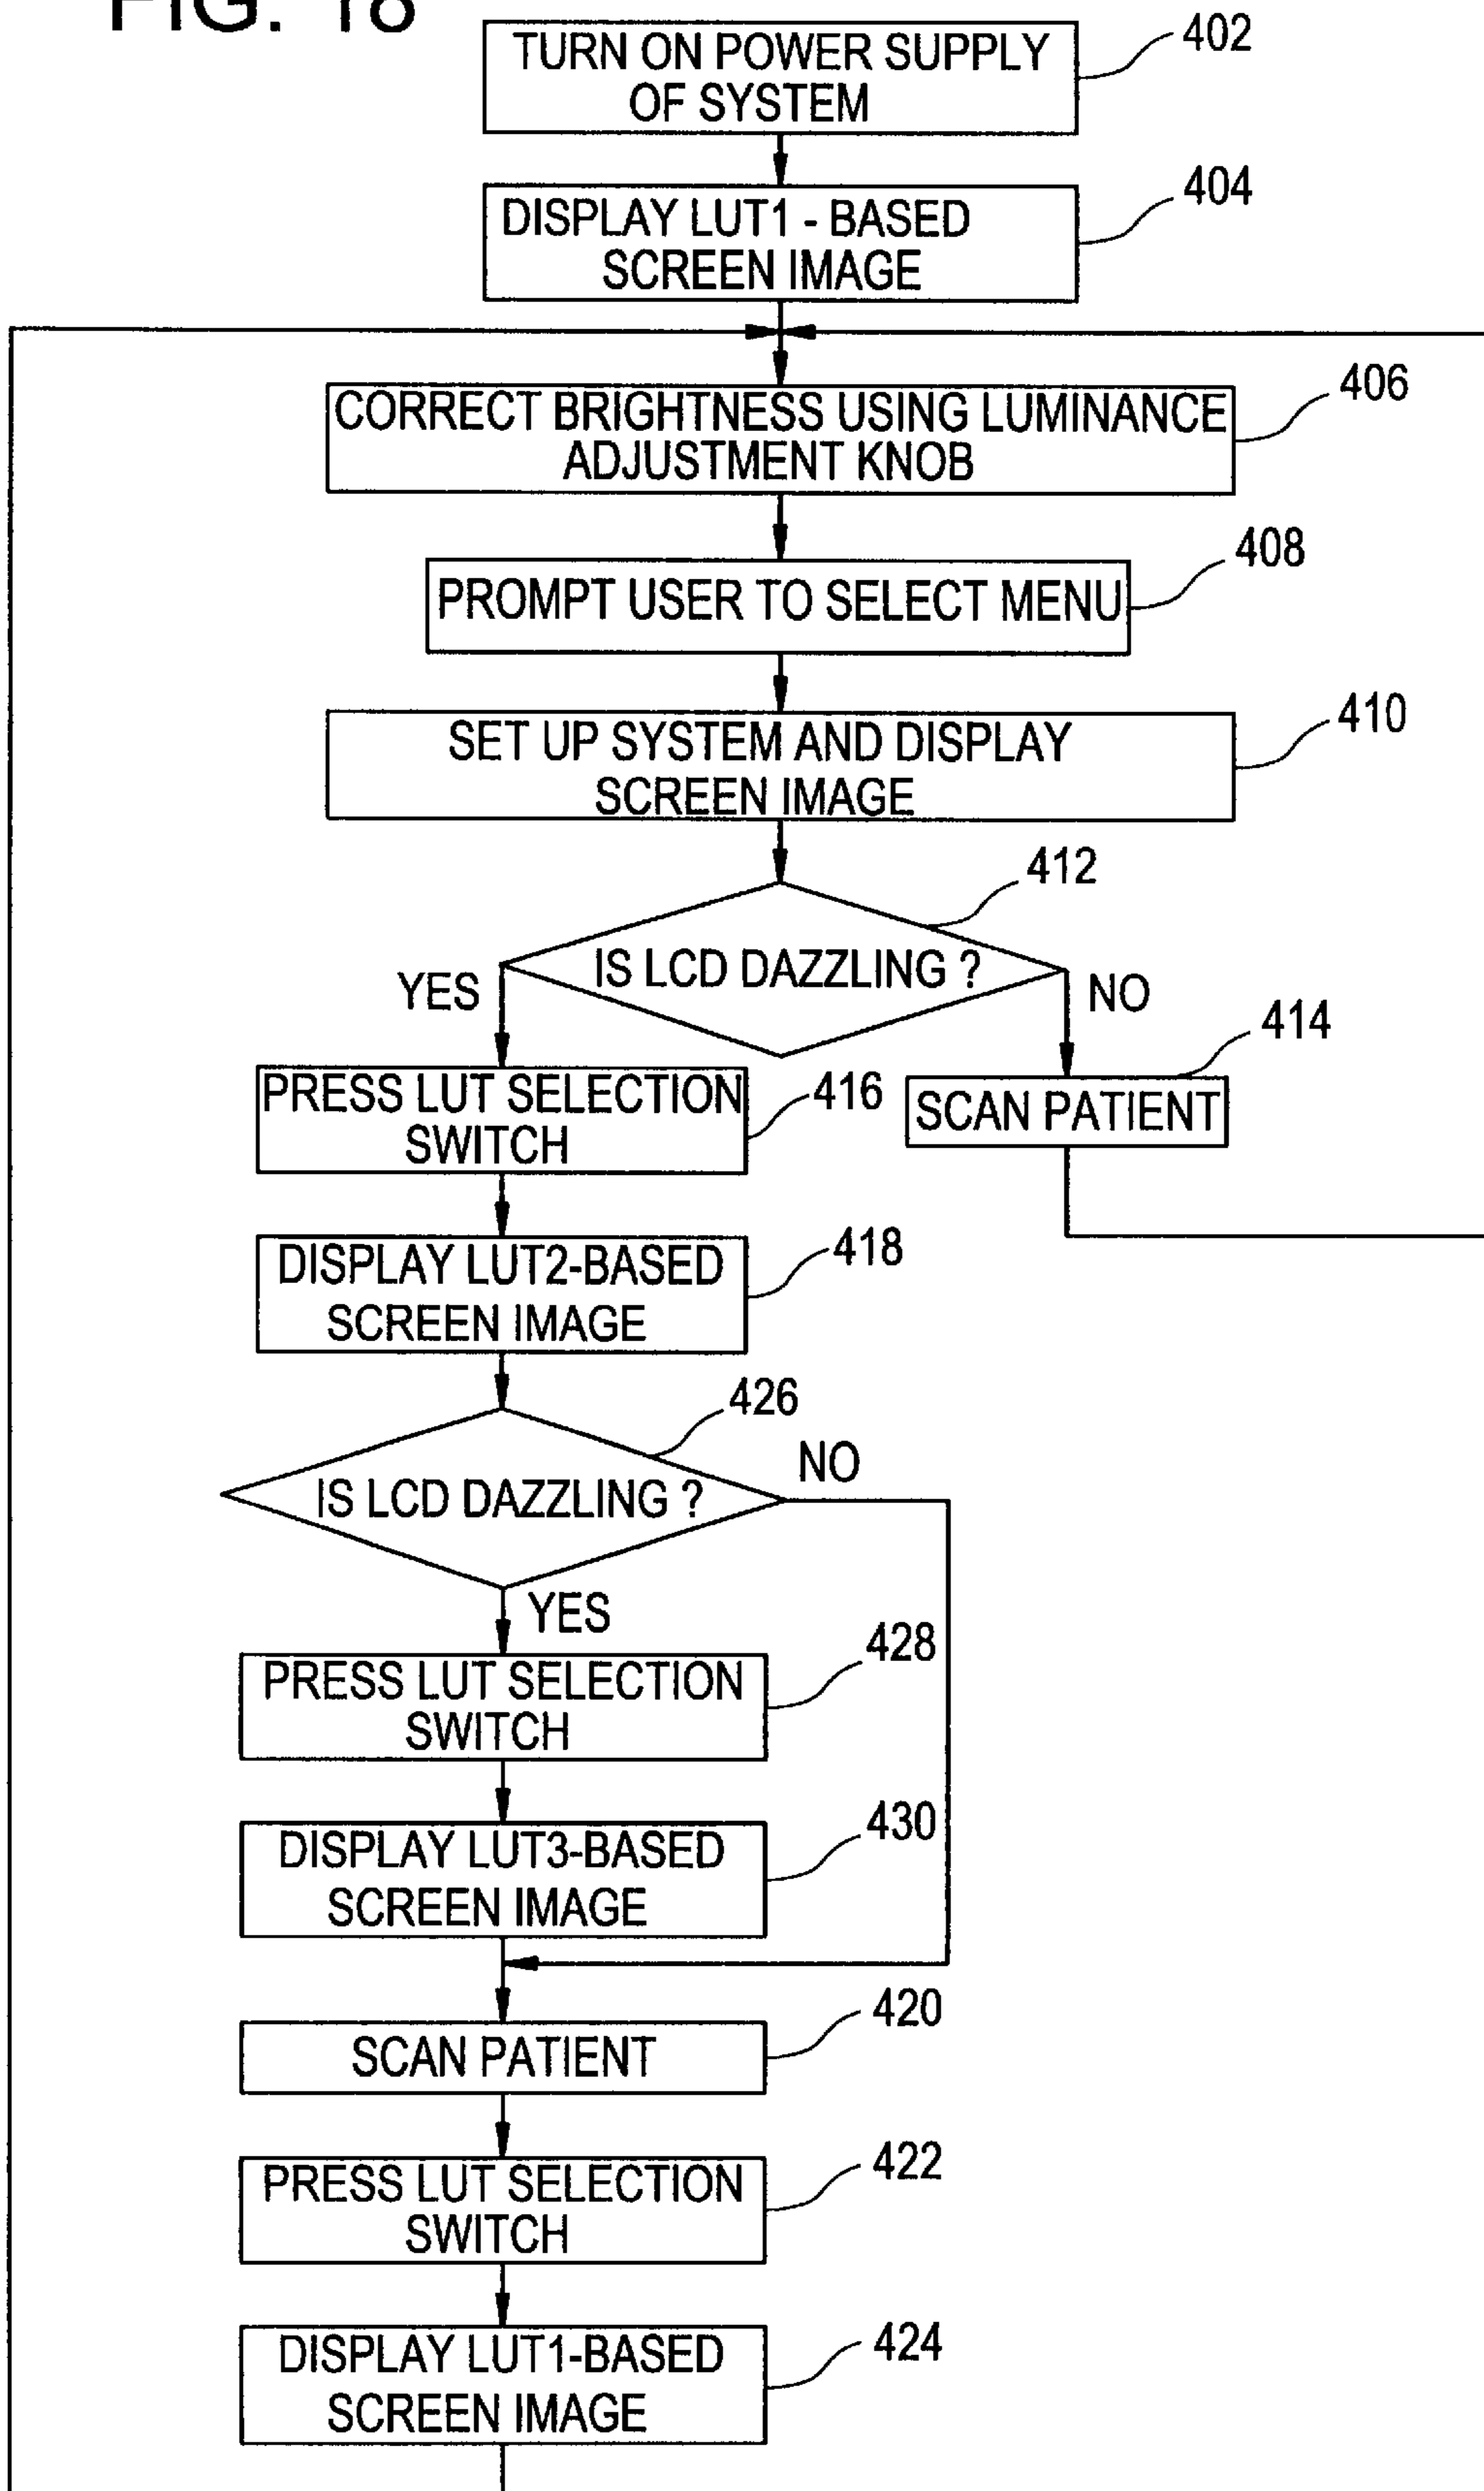 FIG. 18
TURN ON POWER SUPPLY
OF SYSTEM
402
DISPLAY LUT1 - BASED
SCREEN IMAGE
404
CORRECT BRIGHTNESS USING LUMINANCE
ADJUSTMENT KNOB
406
PROMPT USER TO SELECT MENU
408
SET UP SYSTEM AND DISPLAY
SCREEN IMAGE
410
IS LCD DAZZLING ?
412
YES
NO
PRESS LUT SELECTION
SWITCH
416
SCAN PATIENT
414
DISPLAY LUT2-BASED
SCREEN IMAGE
418
IS LCD DAZZLING ?
426
NO
YES
PRESS LUT SELECTION
SWITCH
428
DISPLAY LUT3-BASED
SCREEN IMAGE
430
SCAN PATIENT
420
PRESS LUT SELECTION
SWITCH
422
DISPLAY LUT1-BASED
SCREEN IMAGE
424